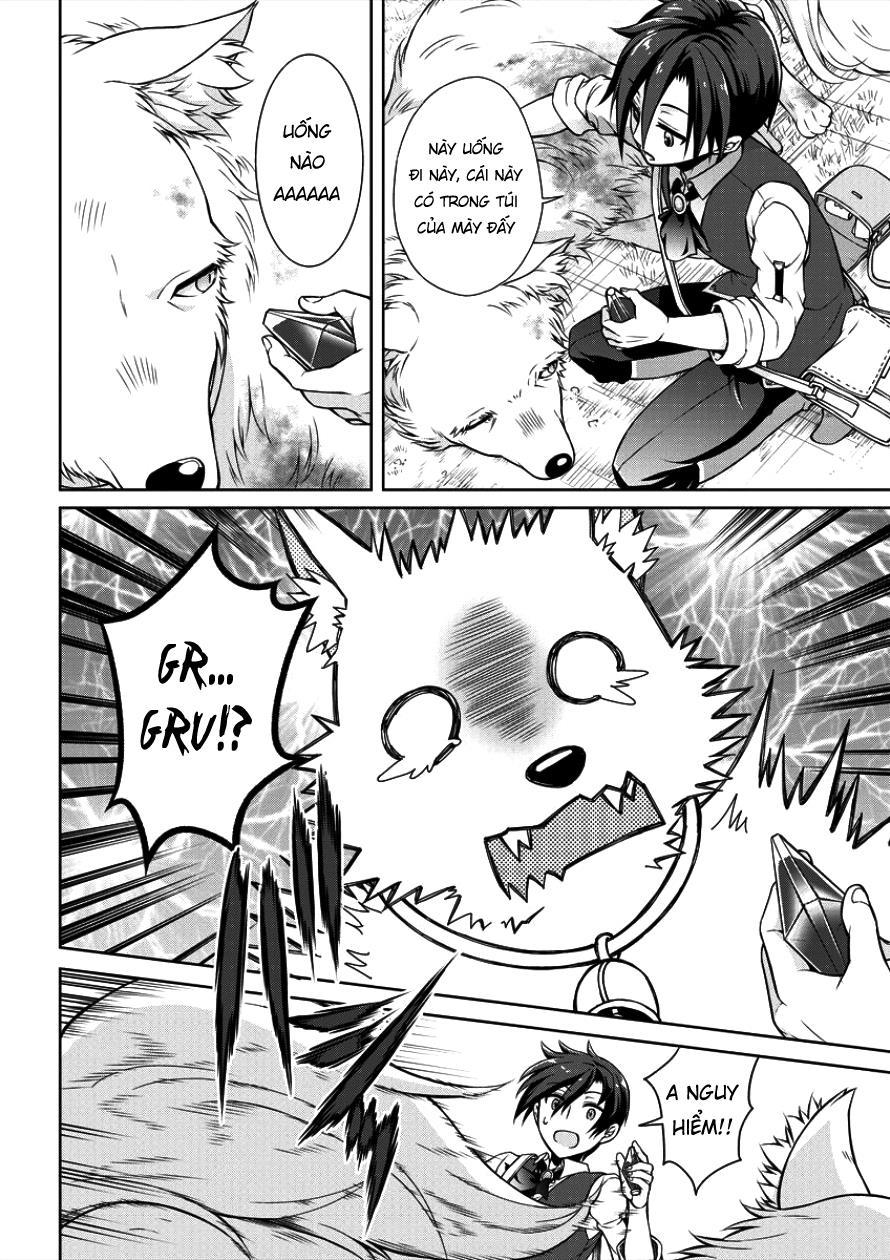 NÀY UỐNG
ĐI NÀY, CÁI NÀY
CÓ TRONG TÚI
CỦA MÀY ĐẤY
UỐNG
NÀO
AAAAAA
GR...
GRU!?
A NGUY
HIỂM!!